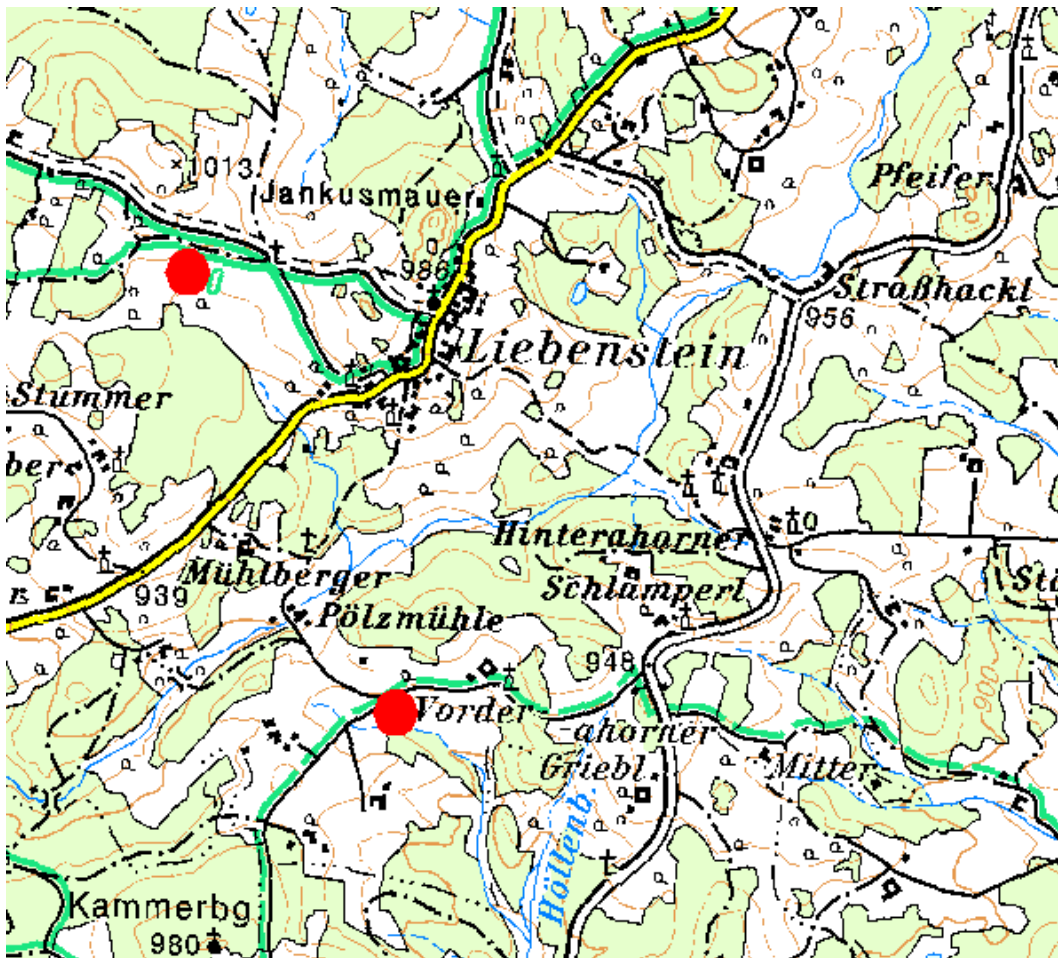 1013
Jankusmauer
Pfeifer
986
Straßhackl
956
Liebenstein
Stummer
ber
Hinterahorner
Mühlberger
Schlamperl
Sti
939
Pölzmühle
948
Vorder
-ahorner
Griebl
Mitter
900
Höllenb.
Kammerbg.
980